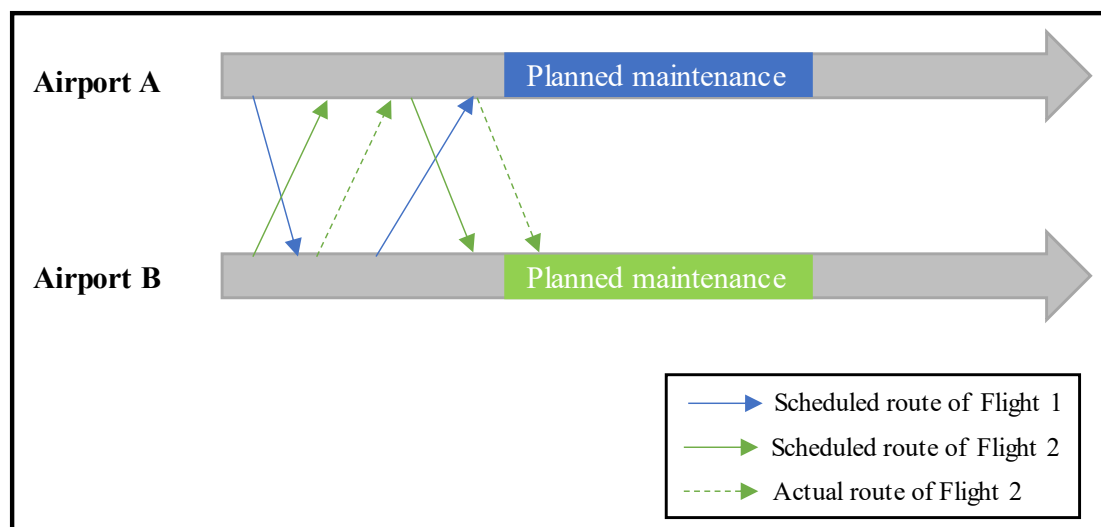 Airport A
Planned maintenance
Airport B
Planned maintenance
Scheduled route of Flight 1
Scheduled route of Flight 2
Actual route of Flight 2